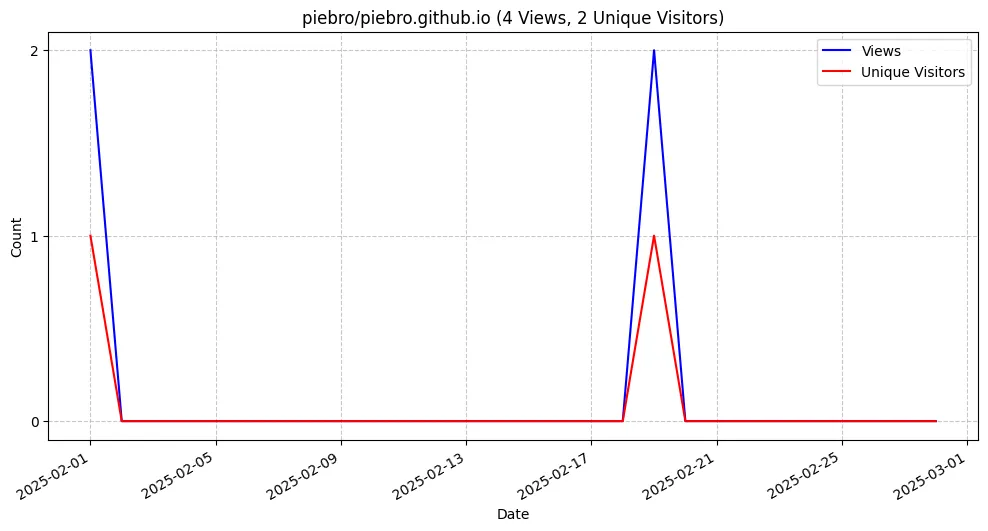 piebro/piebro.github.io (4 Views, 2 Unique Visitors)
Views
Unique Visitors
2
1
0
Count
2025-02-01
2025-02-05
2025-02-09
2025-02-13
2025-02-17
2025-02-21
2025-02-25
2025-03-01
Date